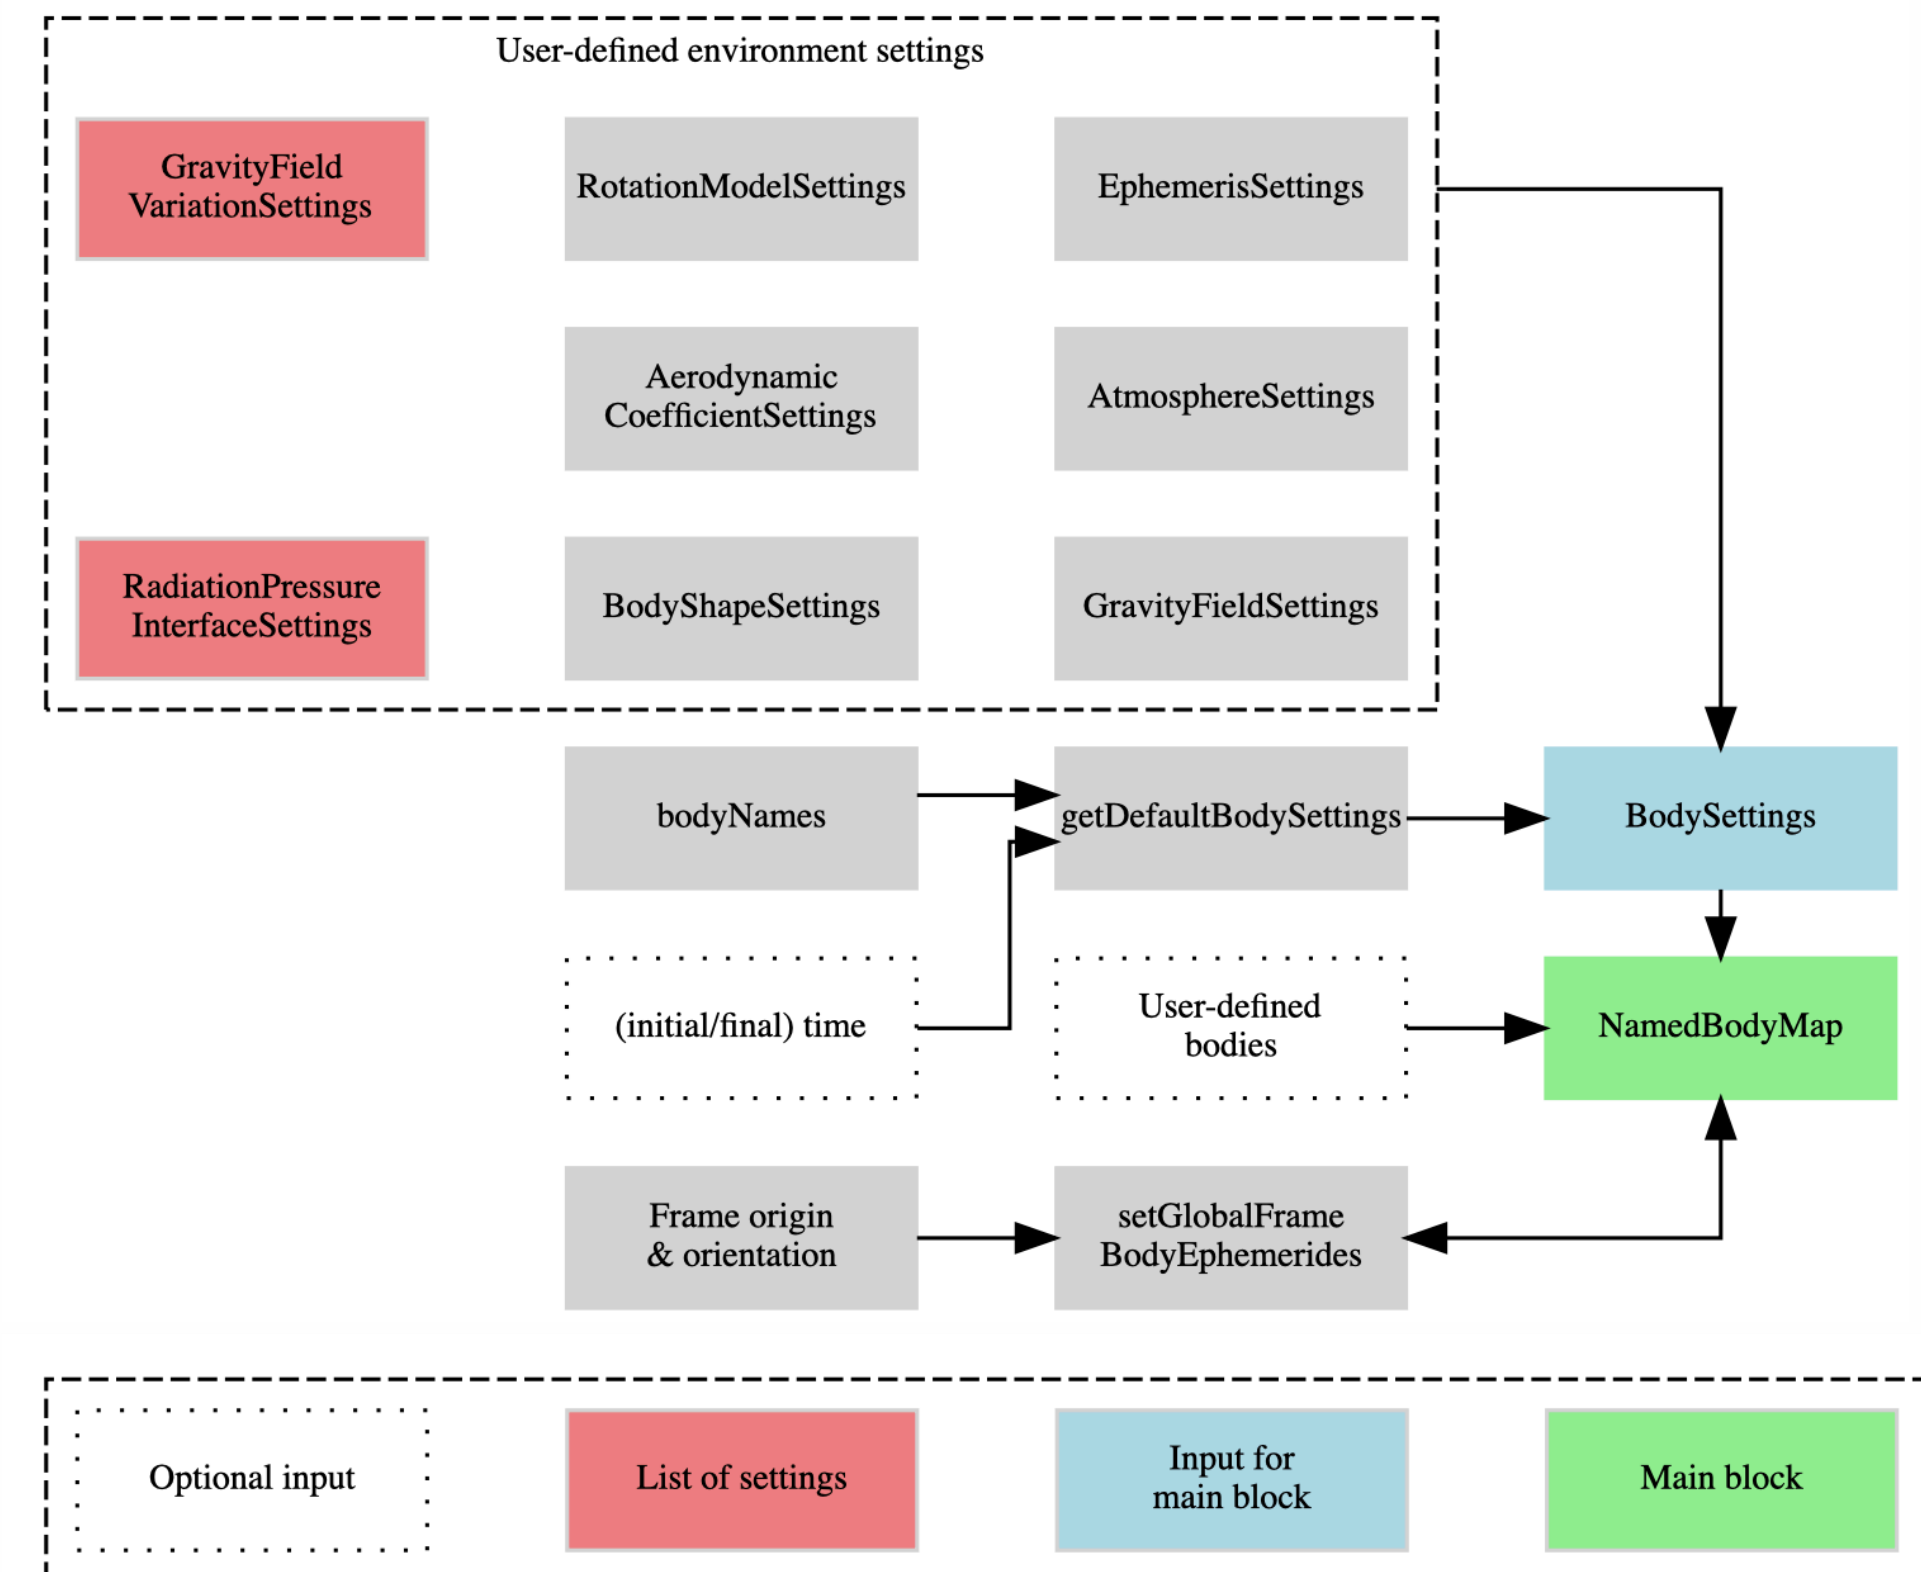 User-defined environment settings
GravityField
VariationSettings
RotationModelSettings
EphemerisSettings
Aerodynamic
CoefficientSettings
AtmosphereSettings
RadiationPressure
InterfaceSettings
BodyShapeSettings
GravityFieldSettings
bodyNames
getDefaultBodySettings
BodySettings
(initial/final) time
User-defined
bodies
NamedBodyMap
Frame origin
& orientation
setGlobalFrame
BodyEphemerides
Optional input
List of settings
Input for
main block
Main block